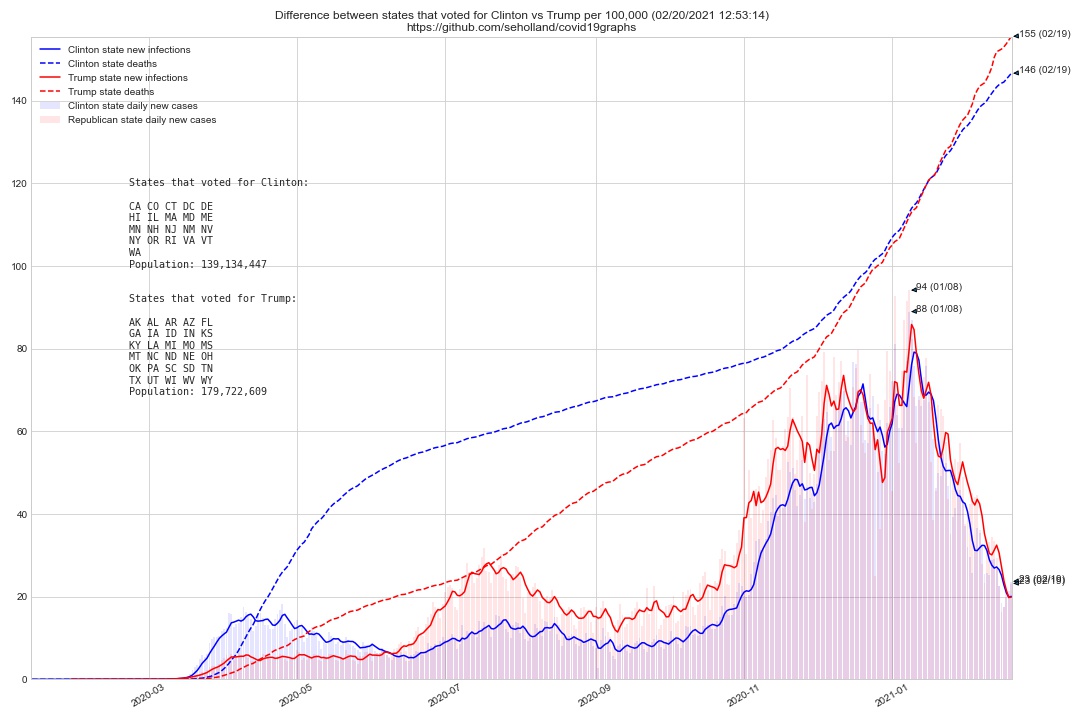 Difference between states that voted for Clinton vs Trump per 100,000 (02/20/2021 12:53:14)
https://github.com/seholland/covid19graphs
Clinton state new infections
Clinton state deaths
Trump state new infections
Trump state deaths
Clinton state daily new cases
Republican state daily new cases
155 (02/19)
146 (02/19)
140
120
100
80
60
40
20
0
States that voted for Clinton:
CA CO CT DC DE
HI IL MA MD ME
MN NH NJ NM NV
NY OR RI VA VT
WA
Population: 139,134,447
States that voted for Trump:
AK AL AR AZ FL
GA IA ID IN KS
KY LA MI MO MS
MT NC ND NE OH
OK PA SC SD TN
TX UT WI WV WY
Population: 179,722,609
94 (01/08)
88 (01/08)
23 (02/19)
23 (02/19)
2020-03
2020-05
2020-07
2020-09
2020-11
2021-01